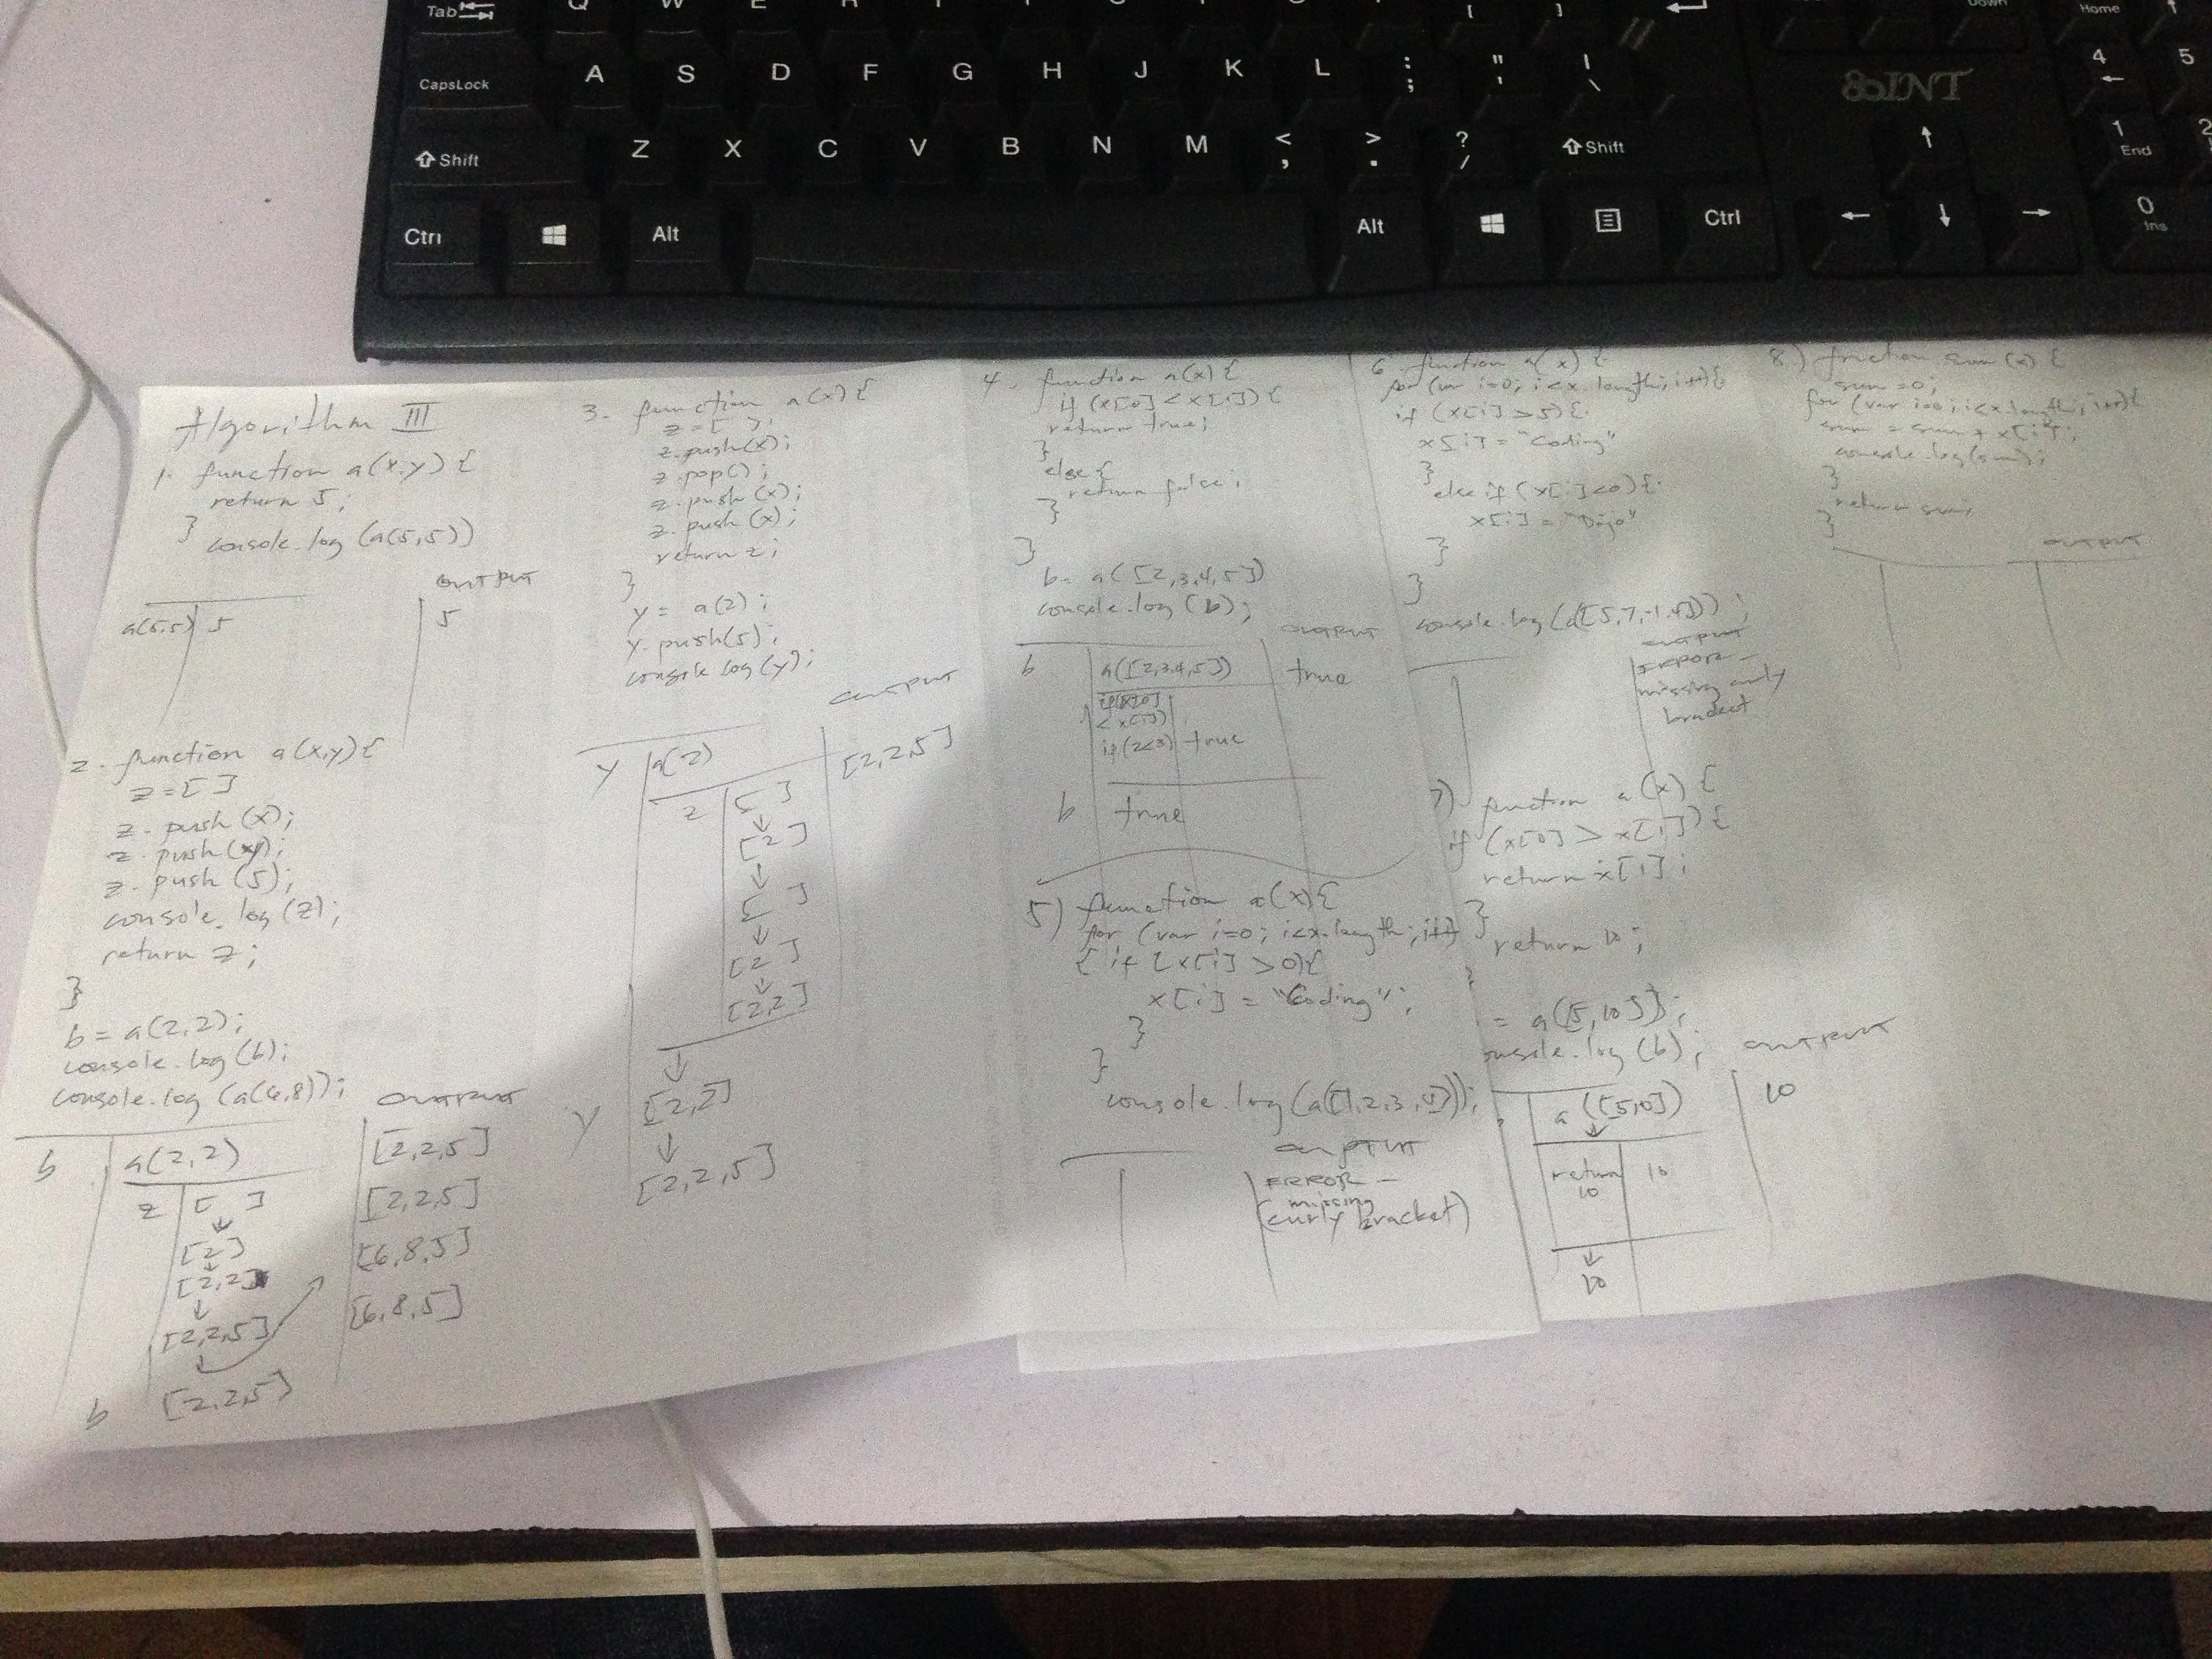 Tab
Q W E R T
CapsLock A S D F G H J K L : ; " ' | \
Shift Z X C V B N M < , > . ? / Shift
Ctrl Alt Alt Ctrl
Home
4 5
1 End 2
0 Ins
Algorithm III
1. function a(x,y) {
return 5;
}
console.log (a(5,5))
OUTPUT
a(5,5) 5 5
2. function a(x,y) {
z = [ ]
z. push (x);
z. push (y);
z. push (5);
console. log (z);
return z;
}
b = a(2,2);
console.log (b);
console.log (a(6,8));
OUTPUT
b a(2,2) [2,2,5]
z [ ] [2,2,5]
[2] [6,8,5]
[2,2] [6,8,5]
[2,2,5]
b [2,2,5]
3. function a(x) {
z = [ ];
z.push(x);
z.pop();
z.push (x);
z.push (x);
return z;
}
y = a(2);
y.push(5);
console log (y);
OUTPUT
y a(2) [2,2,5]
z [ ]
[2]
[ ]
[2]
[2,2]
y [2,2]
[2,2,5]
4. function a(x) {
if (x[0] < x[1]) {
return true;
}
else {
return false;
}
}
b = a([2,3,4,5])
console.log (b);
OUTPUT
b a([2,3,4,5]) true
if(x[0]
< x[1])
if(2<3) true
b true
5) function a(x){
for (var i=0; i<x.length; i++)
{ if (x[i] > 0){
x[i] = "Coding";
}
}
console.log (a([1,2,3,4]));
OUTPUT
ERROR -
missing
(curly bracket)
6. function a(x) {
for (var i=0; i<x.length; i++){
if (x[i] > 5) {
x[i] = "Coding"
}
else if (x[i] <0) {
x[i] = "Dojo"
}
}
console.log (a([5,7,-1,4]));
OUTPUT
ERROR -
missing curly
7) function a(x) {
if (x[0] > x[1]) {
return x[1];
}
return 10;
= a([5,10]);
console.log (b);
OUTPUT
a([5,10]) 10
return 10 10
10
8.) function sum (x) {
sum = 0;
for (var i=0; i<x.length; i++){
sum = sum + x[i];
console.log(sum);
}
return sum;
}
OUTPUT